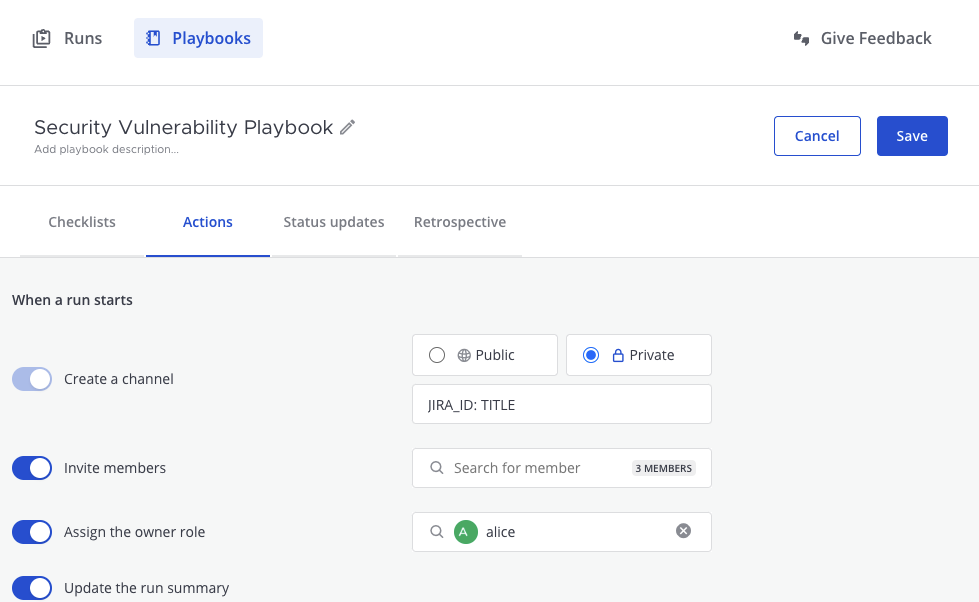 Runs
Playbooks
Give Feedback
Security Vulnerability Playbook
Add playbook description...
Cancel
Save
Checklists
Actions
Status updates
Retrospective
When a run starts
Create a channel
Public
Private
JIRA_ID: TITLE
Invite members
Search for member
3 MEMBERS
Assign the owner role
A
alice
Update the run summary